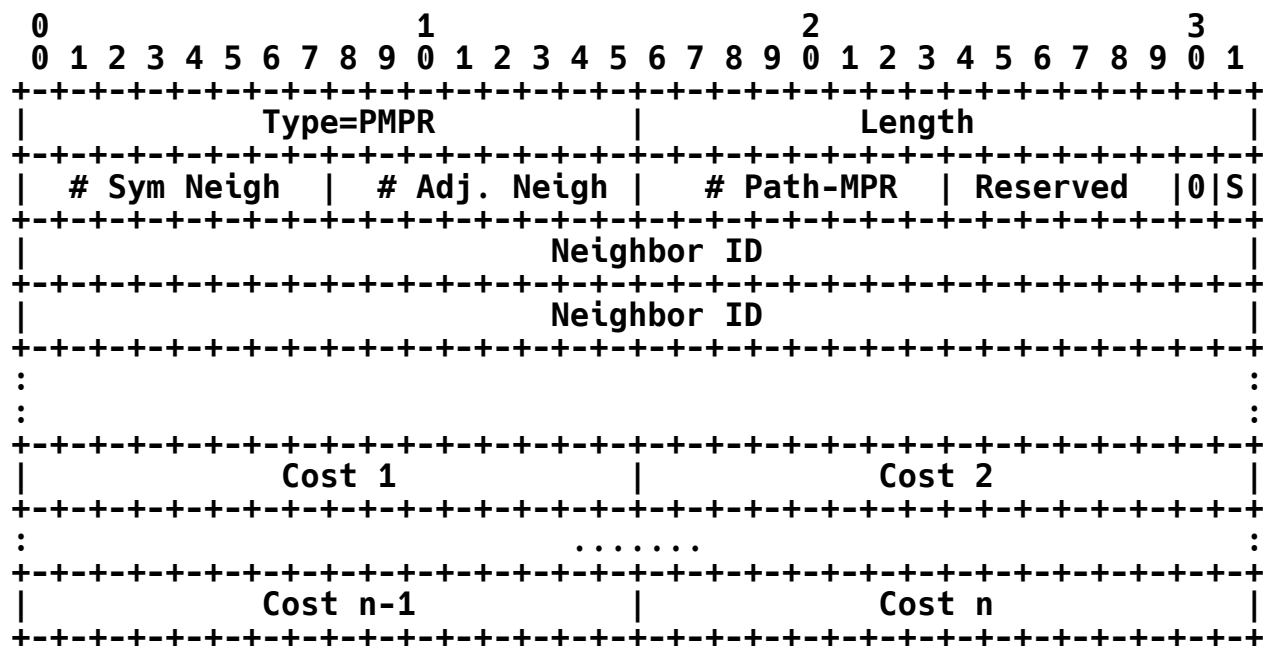 0                   1                   2                   3
 0 1 2 3 4 5 6 7 8 9 0 1 2 3 4 5 6 7 8 9 0 1 2 3 4 5 6 7 8 9 0 1
+-+-+-+-+-+-+-+-+-+-+-+-+-+-+-+-+-+-+-+-+-+-+-+-+-+-+-+-+-+-+-+-+
|            Type=PMPR          |           Length              |
+-+-+-+-+-+-+-+-+-+-+-+-+-+-+-+-+-+-+-+-+-+-+-+-+-+-+-+-+-+-+-+-+
|  # Sym Neigh  |  # Adj. Neigh |   # Path-MPR  | Reserved  |0|S|
+-+-+-+-+-+-+-+-+-+-+-+-+-+-+-+-+-+-+-+-+-+-+-+-+-+-+-+-+-+-+-+-+
|                           Neighbor ID                         |
+-+-+-+-+-+-+-+-+-+-+-+-+-+-+-+-+-+-+-+-+-+-+-+-+-+-+-+-+-+-+-+-+
|                           Neighbor ID                         |
+-+-+-+-+-+-+-+-+-+-+-+-+-+-+-+-+-+-+-+-+-+-+-+-+-+-+-+-+-+-+-+-+
:                                                               :
:                                                               :
+-+-+-+-+-+-+-+-+-+-+-+-+-+-+-+-+-+-+-+-+-+-+-+-+-+-+-+-+-+-+-+-+
|             Cost 1            |            Cost 2             |
+-+-+-+-+-+-+-+-+-+-+-+-+-+-+-+-+-+-+-+-+-+-+-+-+-+-+-+-+-+-+-+-+
:                            .......                            :
+-+-+-+-+-+-+-+-+-+-+-+-+-+-+-+-+-+-+-+-+-+-+-+-+-+-+-+-+-+-+-+-+
|            Cost n-1           |            Cost n             |
+-+-+-+-+-+-+-+-+-+-+-+-+-+-+-+-+-+-+-+-+-+-+-+-+-+-+-+-+-+-+-+-+